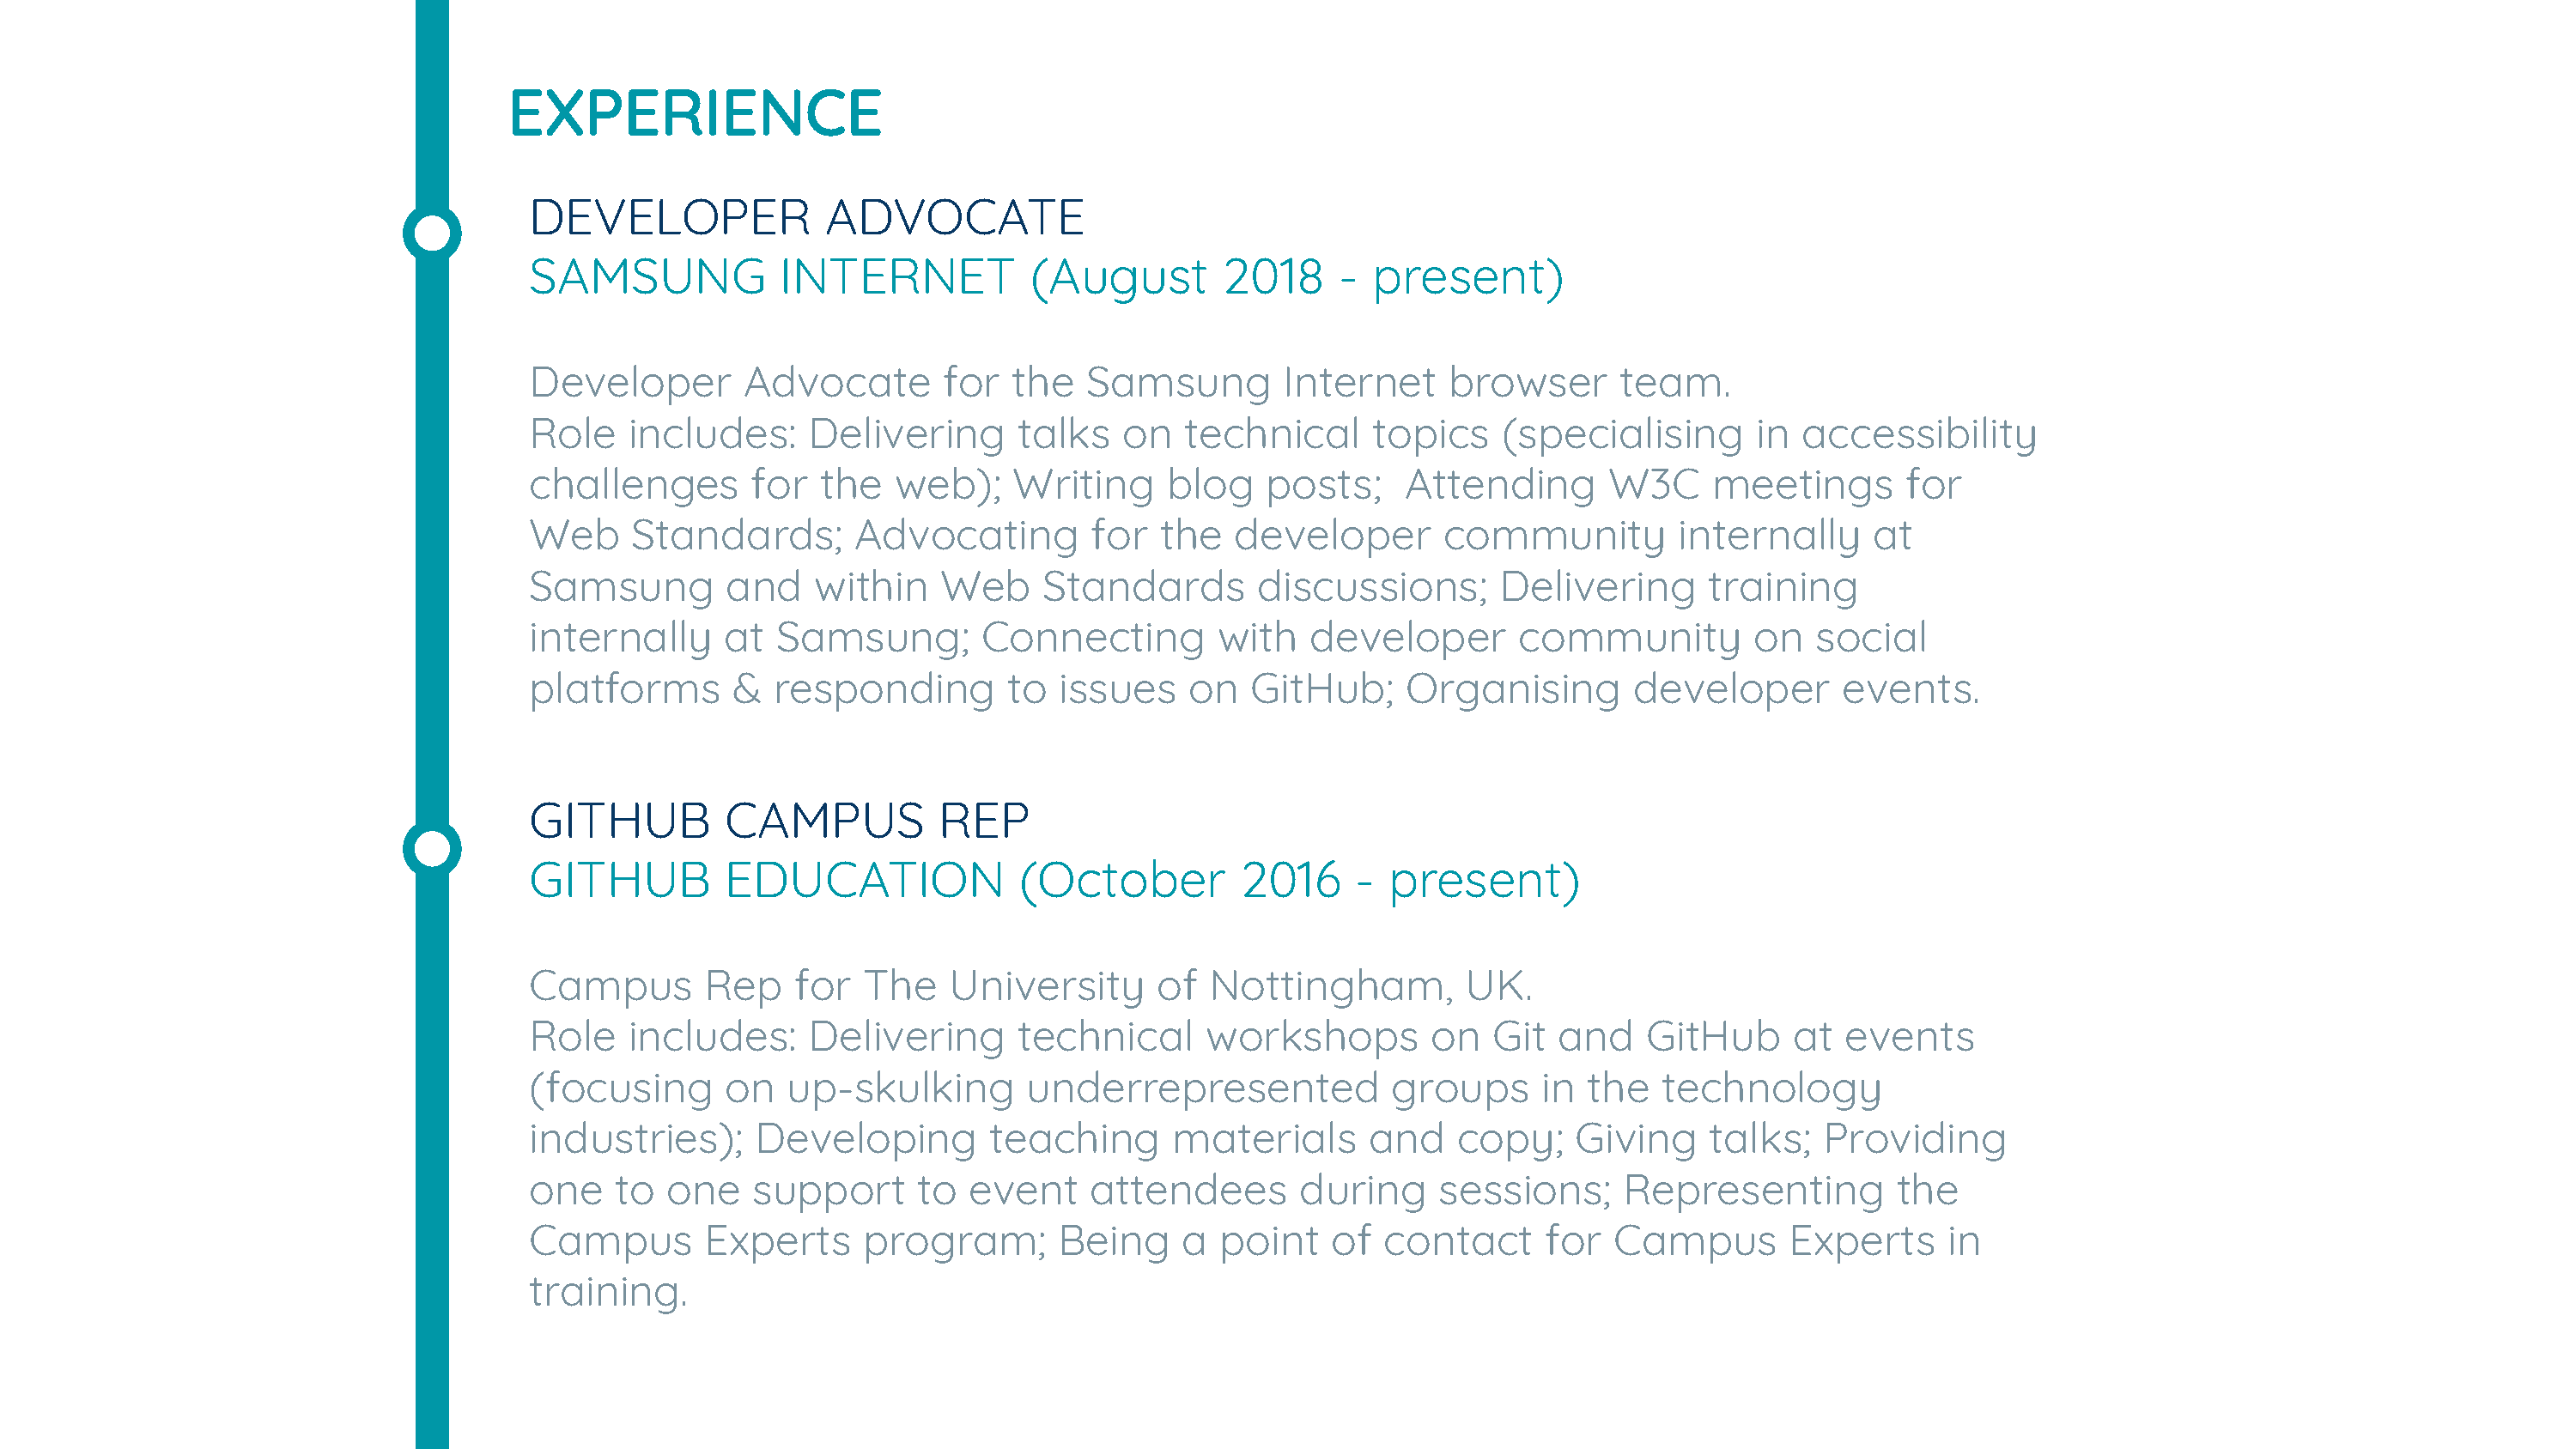 EXPERIENCE
DEVELOPER ADVOCATE
SAMSUNG INTERNET (August 2018 - present)
Developer Advocate for the Samsung Internet browser team.
Role includes: Delivering talks on technical topics (specialising in accessibility
challenges for the web); Writing blog posts; Attending W3C meetings for
Web Standards; Advocating for the developer community internally at
Samsung and within Web Standards discussions; Delivering training
internally at Samsung; Connecting with developer community on social
platforms & responding to issues on GitHub; Organising developer events.
GITHUB CAMPUS REP
GITHUB EDUCATION (October 2016 - present)
Campus Rep for The University of Nottingham, UK.
Role includes: Delivering technical workshops on Git and GitHub at events
(focusing on up-skulking underrepresented groups in the technology
industries); Developing teaching materials and copy; Giving talks; Providing
one to one support to event attendees during sessions; Representing the
Campus Experts program; Being a point of contact for Campus Experts in
training.